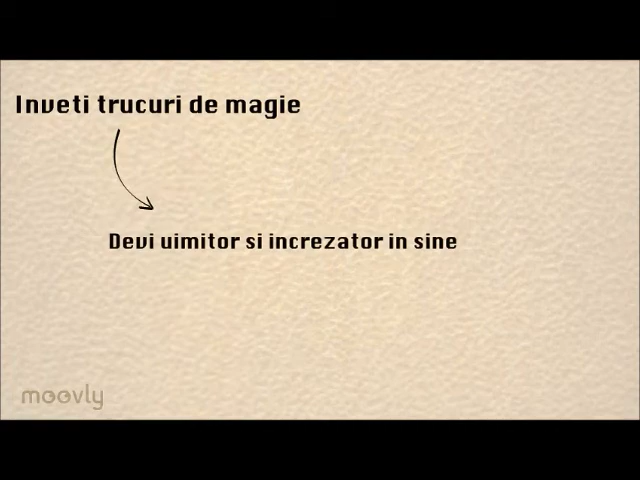 Inveti trucuri de magie
Devi uimitor si increzator in sine
moovly